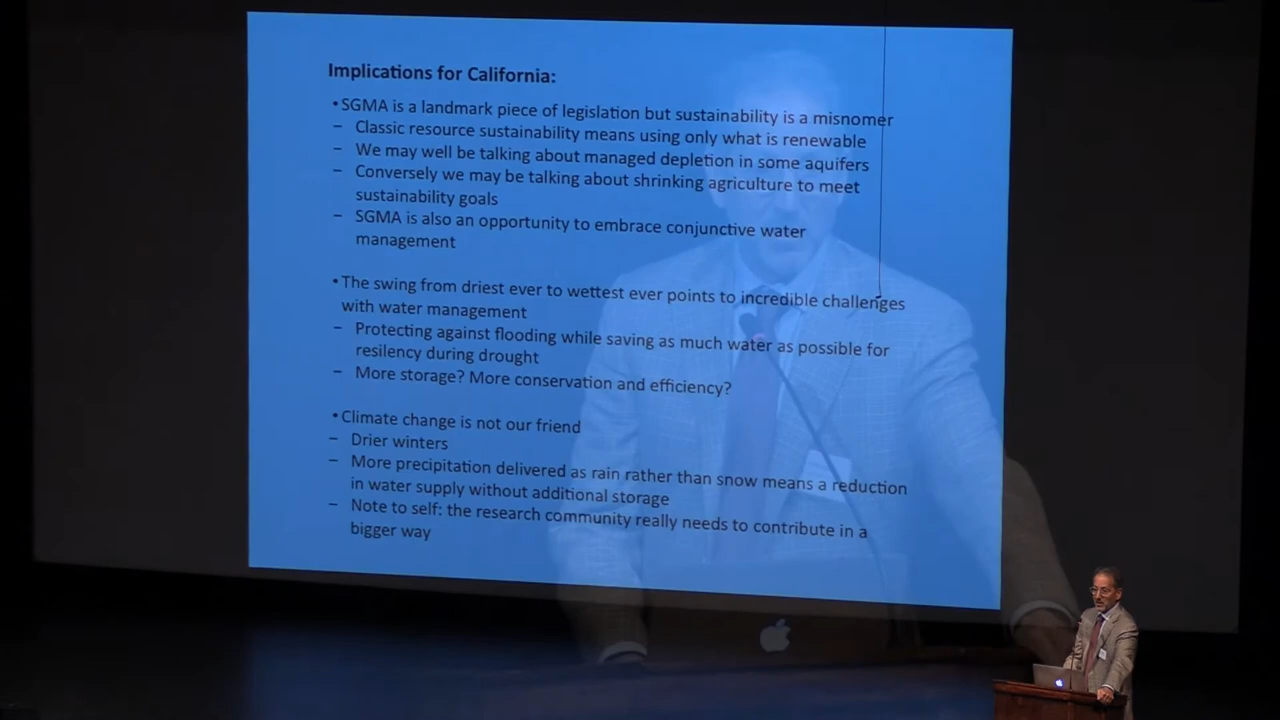 Implications for California:
•SGMA is a landmark piece of legislation but sustainability is a misnomer
– Classic resource sustainability means using only what is renewable
– We may well be talking about managed depletion in some aquifers
– Conversely we may be talking about shrinking agriculture to meet
sustainability goals
– SGMA is also an opportunity to embrace conjunctive water
management
•The swing from driest ever to wettest ever points to incredible challenges
with water management
– Protecting against flooding while saving as much water as possible for
resilency during drought
– More storage? More conservation and efficiency?
•Climate change is not our friend
– Drier winters
– More precipitation delivered as rain rather than snow means a reduction
in water supply without additional storage
– Note to self: the research community really needs to contribute in a
bigger way